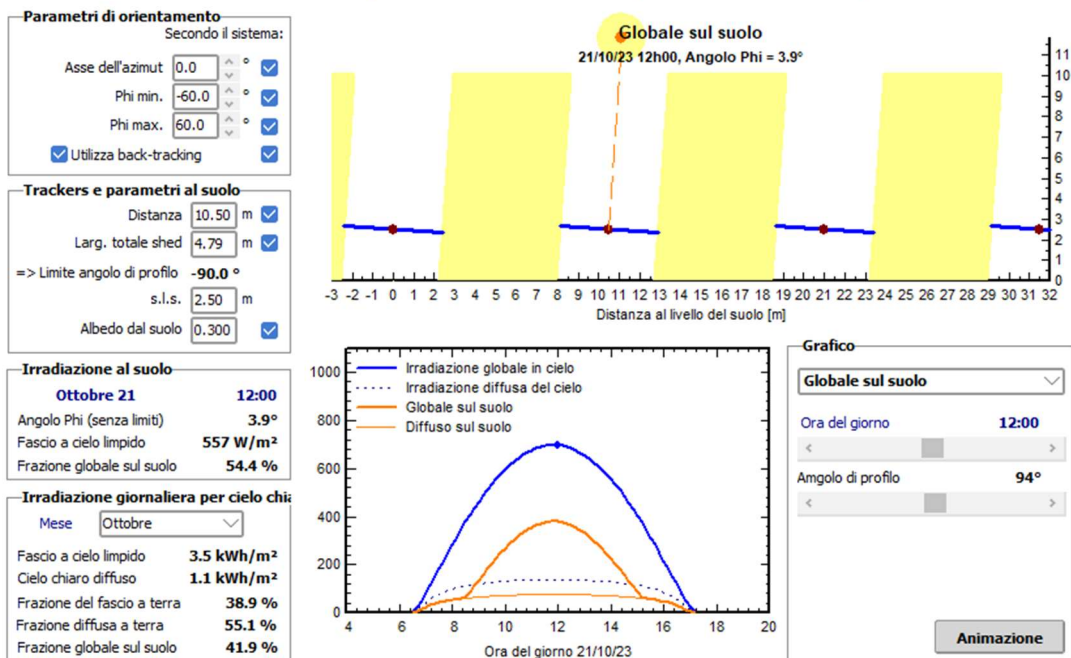 Parametri di orientamento
Secondo il sistema:
Asse dell'azimut 0.0 °
Phi min. -60.0 °
Phi max. 60.0 °
Utilizza back-tracking
Trackers e parametri al suolo
Distanza 10.50 m
Larg. totale shed 4.79 m
=> Limite angolo di profilo -90.0 °
s.l.s. 2.50 m
Albedo dal suolo 0.300
Irradiazione al suolo
Ottobre 21 12:00
Angolo Phi (senza limiti) 3.9°
Fascio a cielo limpido 557 W/m²
Frazione globale sul suolo 54.4 %
Irradiazione giornaliera per cielo chia
Mese Ottobre
Fascio a cielo limpido 3.5 kWh/m²
Cielo chiaro diffuso 1.1 kWh/m²
Frazione del fascio a terra 38.9 %
Frazione diffusa a terra 55.1 %
Frazione globale sul suolo 41.9 %
Globale sul suolo
21/10/23 12h00, Angolo Phi = 3.9°
11
10
9
8
7
6
5
4
3
2
1
0
-3 -2 -1 0 1 2 3 4 5 6 7 8 9 10 11 12 13 14 15 16 17 18 19 20 21 22 23 24 25 26 27 28 29 30 31 32
Distanza al livello del suolo [m]
Irradiazione globale in cielo
Irradiazione diffusa del cielo
Globale sul suolo
Diffuso sul suolo
1000
800
600
400
200
0
4 6 8 10 12 14 16 18 20
Ora del giorno 21/10/23
Grafico
Globale sul suolo
Ora del giorno 12:00
Amgolo di profilo 94°
Animazione